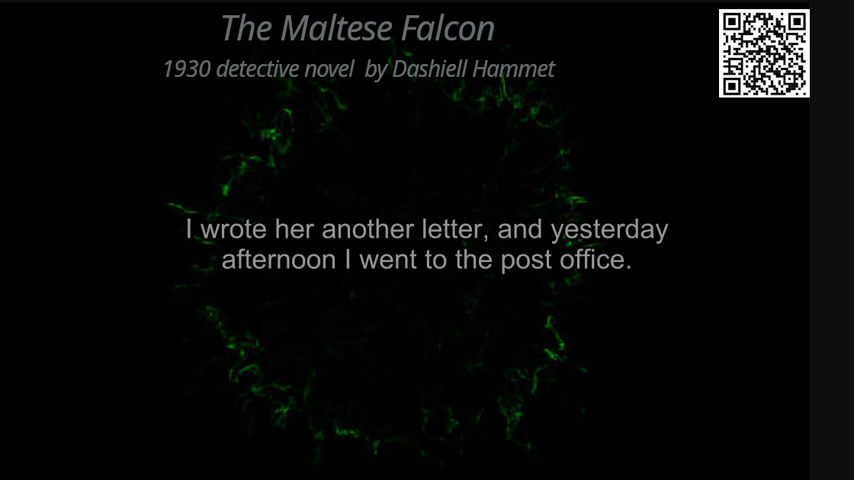 The Maltese Falcon
1930 detective novel by Dashiell Hammet
I wrote her another letter, and yesterday
afternoon I went to the post office.